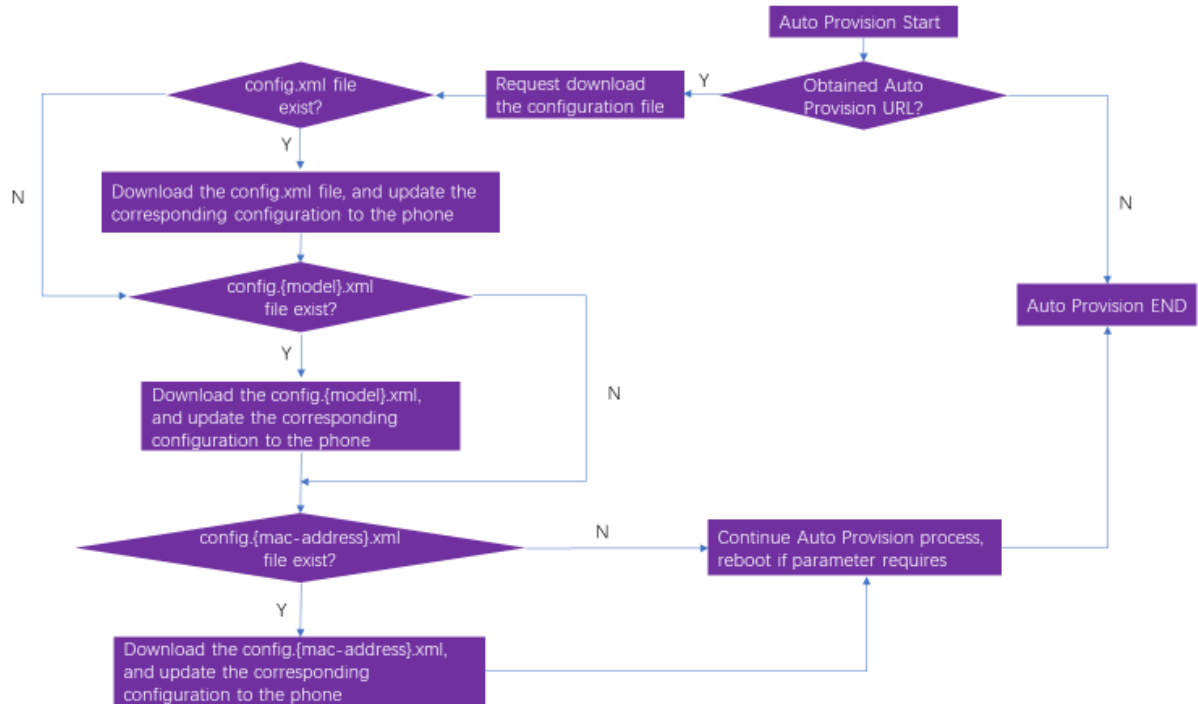 Auto Provision Start
Obtained Auto
Provision URL?
Y
N
Request download
the configuration file
config.xml file
exist?
Y
N
Download the config.xml file, and update the
corresponding configuration to the phone
config.{model}.xml
file exist?
Y
N
Download the config.{model}.xml,
and update the corresponding
configuration to the phone
config.{mac-address}.xml
file exist?
N
Y
Continue Auto Provision process,
reboot if parameter requires
Download the config.{mac-address}.xml,
and update the corresponding
configuration to the phone
Auto Provision END